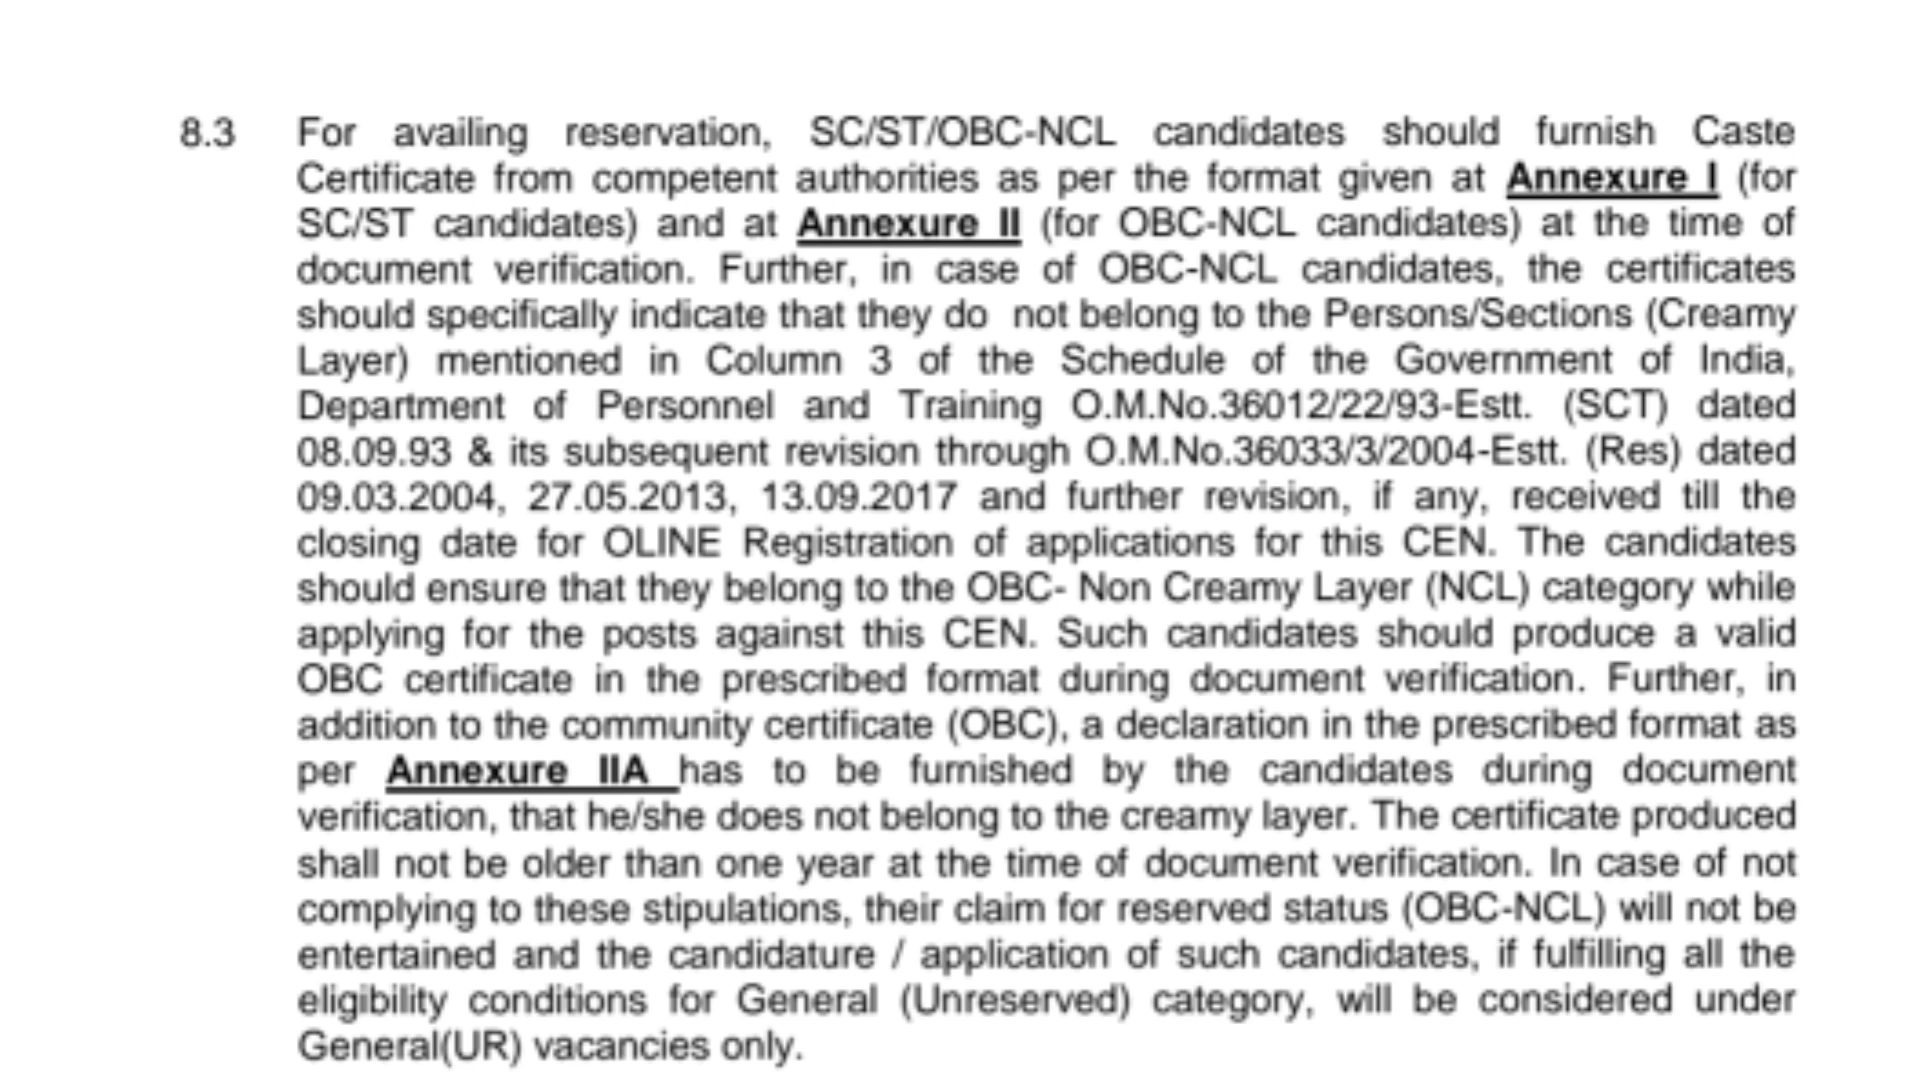 8.3 For availing reservation, SC/ST/OBC-NCL candidates should furnish Caste
Certificate from competent authorities as per the format given at Annexure I (for
SC/ST candidates) and at Annexure II (for OBC-NCL candidates) at the time of
document verification. Further, in case of OBC-NCL candidates, the certificates
should specifically indicate that they do not belong to the Persons/Sections (Creamy
Layer) mentioned in Column 3 of the Schedule of the Government of India,
Department of Personnel and Training O.M.No.36012/22/93-Estt. (SCT) dated
08.09.93 & its subsequent revision through O.M.No.36033/3/2004-Estt. (Res) dated
09.03.2004, 27.05.2013, 13.09.2017 and further revision, if any, received till the
closing date for OLINE Registration of applications for this CEN. The candidates
should ensure that they belong to the OBC- Non Creamy Layer (NCL) category while
applying for the posts against this CEN. Such candidates should produce a valid
OBC certificate in the prescribed format during document verification. Further, in
addition to the community certificate (OBC), a declaration in the prescribed format as
per Annexure IIA has to be furnished by the candidates during document
verification, that he/she does not belong to the creamy layer. The certificate produced
shall not be older than one year at the time of document verification. In case of not
complying to these stipulations, their claim for reserved status (OBC-NCL) will not be
entertained and the candidature / application of such candidates, if fulfilling all the
eligibility conditions for General (Unreserved) category, will be considered under
General(UR) vacancies only.